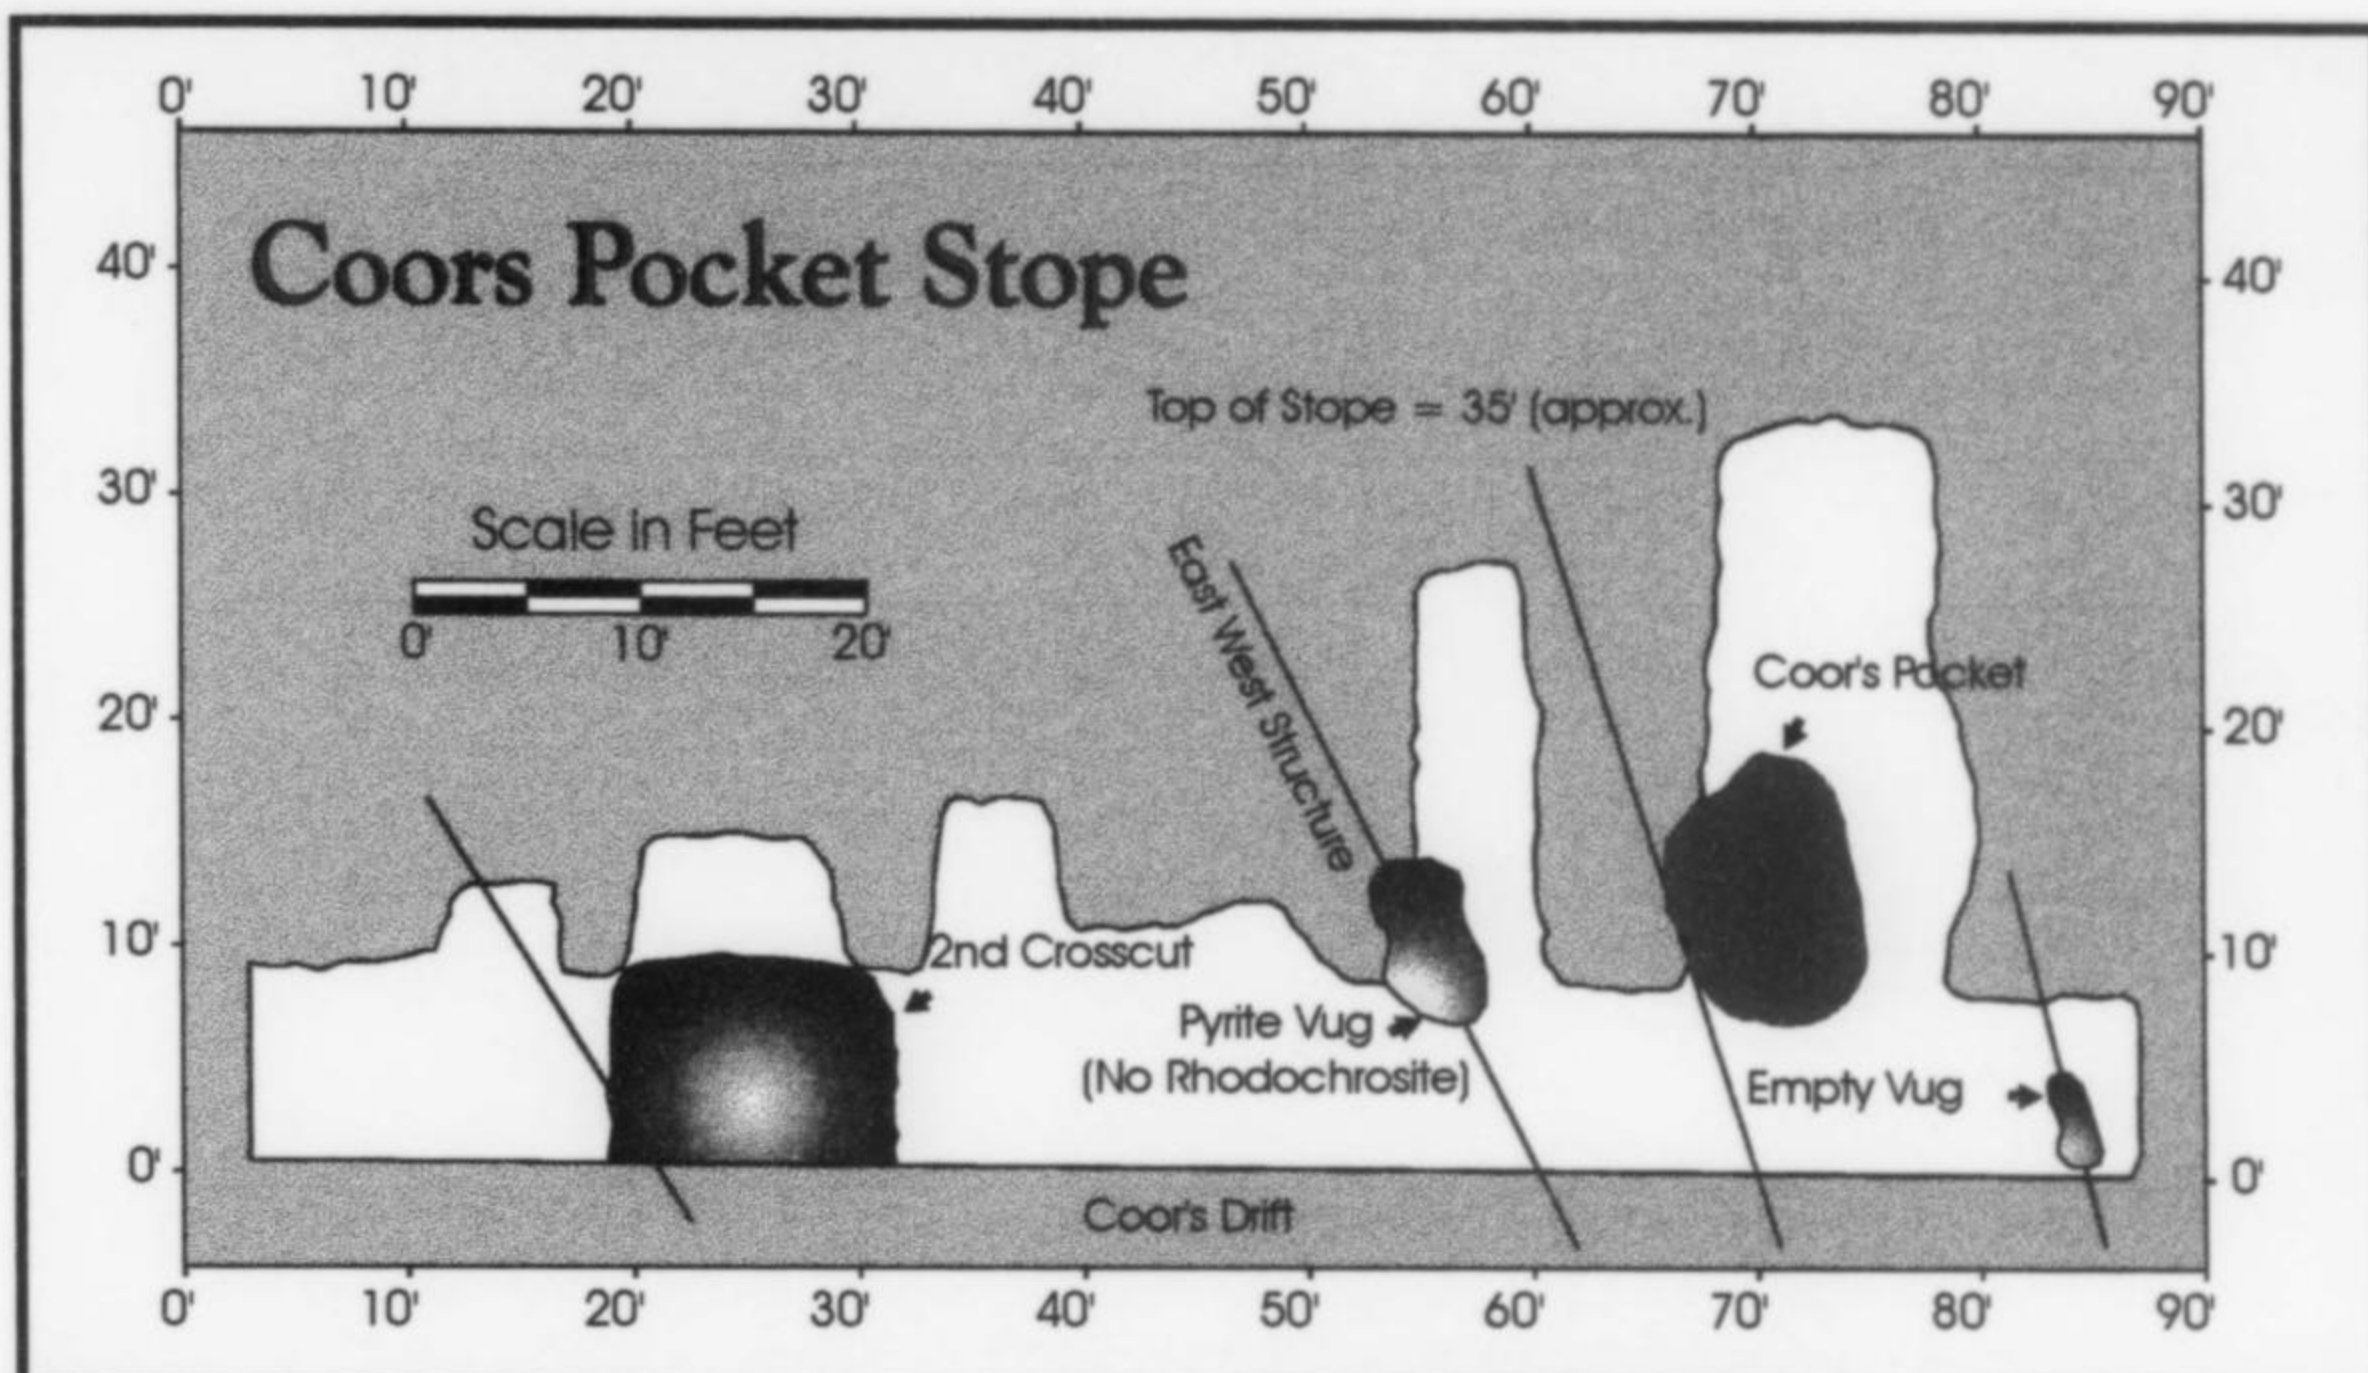 0' 10' 20' 30' 40' 50' 60' 70' 80' 90'
Coors Pocket Stope
40' 40'
Top of Stope = 35' (approx.)
30' 30'
Scale in Feet
0' 10' 20'
East West Structure
Coor's Pocket
20' 20'
10' 10'
2nd Crosscut
Pyrite Vug
(No Rhodochrosite)
Empty Vug
0' 0'
Coor's Drift
0' 10' 20' 30' 40' 50' 60' 70' 80' 90'